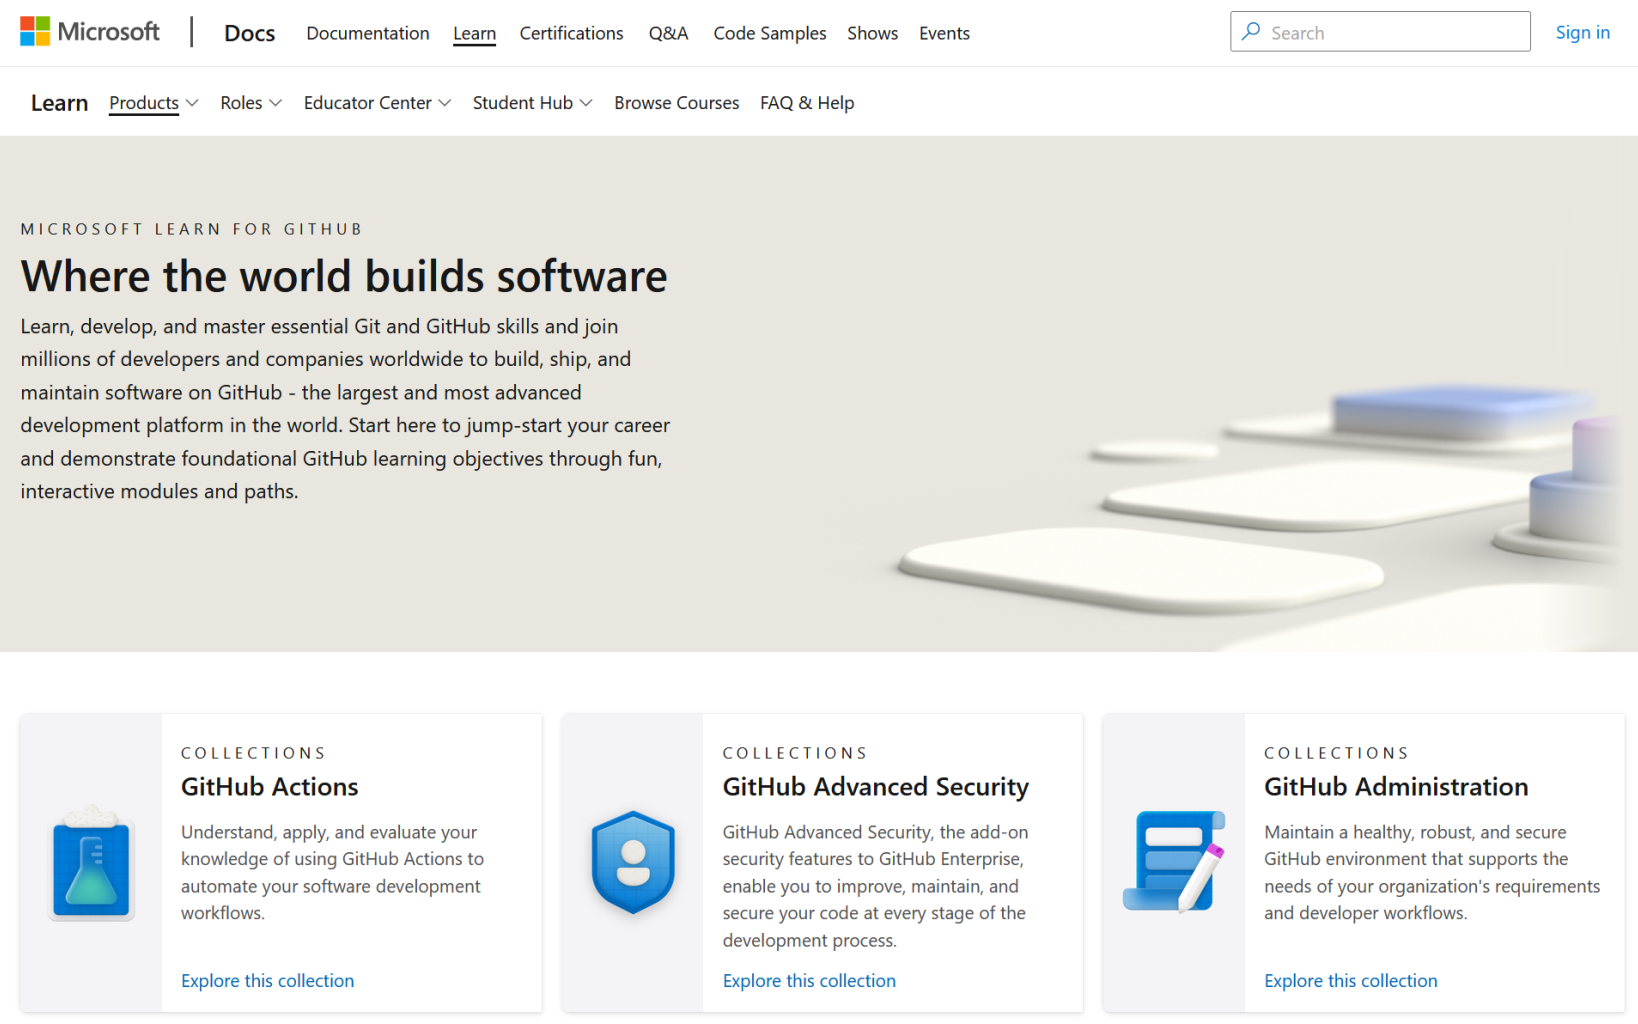 Microsoft
Docs
Documentation
Learn
Certifications
Q&A
Code Samples
Shows
Events
Search
Sign in
Learn
Products
Roles
Educator Center
Student Hub
Browse Courses
FAQ & Help
MICROSOFT LEARN FOR GITHUB
Where the world builds software
Learn, develop, and master essential Git and GitHub skills and join
millions of developers and companies worldwide to build, ship, and
maintain software on GitHub - the largest and most advanced
development platform in the world. Start here to jump-start your career
and demonstrate foundational GitHub learning objectives through fun,
interactive modules and paths.
COLLECTIONS
GitHub Actions
Understand, apply, and evaluate your
knowledge of using GitHub Actions to
automate your software development
workflows.
Explore this collection
COLLECTIONS
GitHub Advanced Security
GitHub Advanced Security, the add-on
security features to GitHub Enterprise,
enable you to improve, maintain, and
secure your code at every stage of the
development process.
Explore this collection
COLLECTIONS
GitHub Administration
Maintain a healthy, robust, and secure
GitHub environment that supports the
needs of your organization's requirements
and developer workflows.
Explore this collection